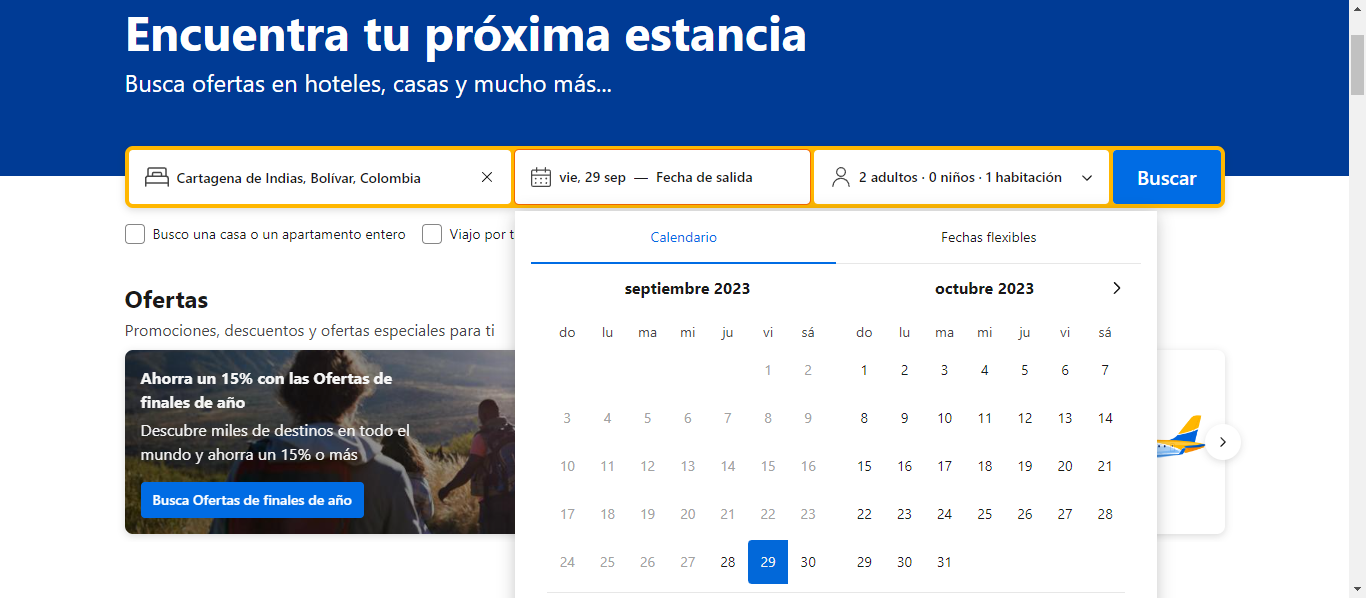 Encuentra tu próxima estancia
Busca ofertas en hoteles, casas y mucho más...
Cartagena de Indias, Bolívar, Colombia
vie, 29 sep — Fecha de salida
2 adultos · 0 niños · 1 habitación
Buscar
Busco una casa o un apartamento entero
Viajo por t
Calendario
Fechas flexibles
septiembre 2023
do lu ma mi ju vi sá
1 2
3 4 5 6 7 8 9
10 11 12 13 14 15 16
17 18 19 20 21 22 23
24 25 26 27 28 29 30
octubre 2023
do lu ma mi ju vi sá
1 2 3 4 5 6 7
8 9 10 11 12 13 14
15 16 17 18 19 20 21
22 23 24 25 26 27 28
29 30 31
Ofertas
Promociones, descuentos y ofertas especiales para ti
Ahorra un 15% con las Ofertas de
finales de año
Descubre miles de destinos en todo el
mundo y ahorra un 15% o más
Busca Ofertas de finales de año